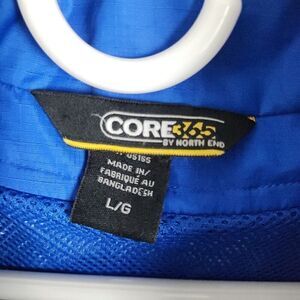 CORE365
BY NORTH END
MADE IN/
FABRIQUÉ AU
BANGLADESH
L/G